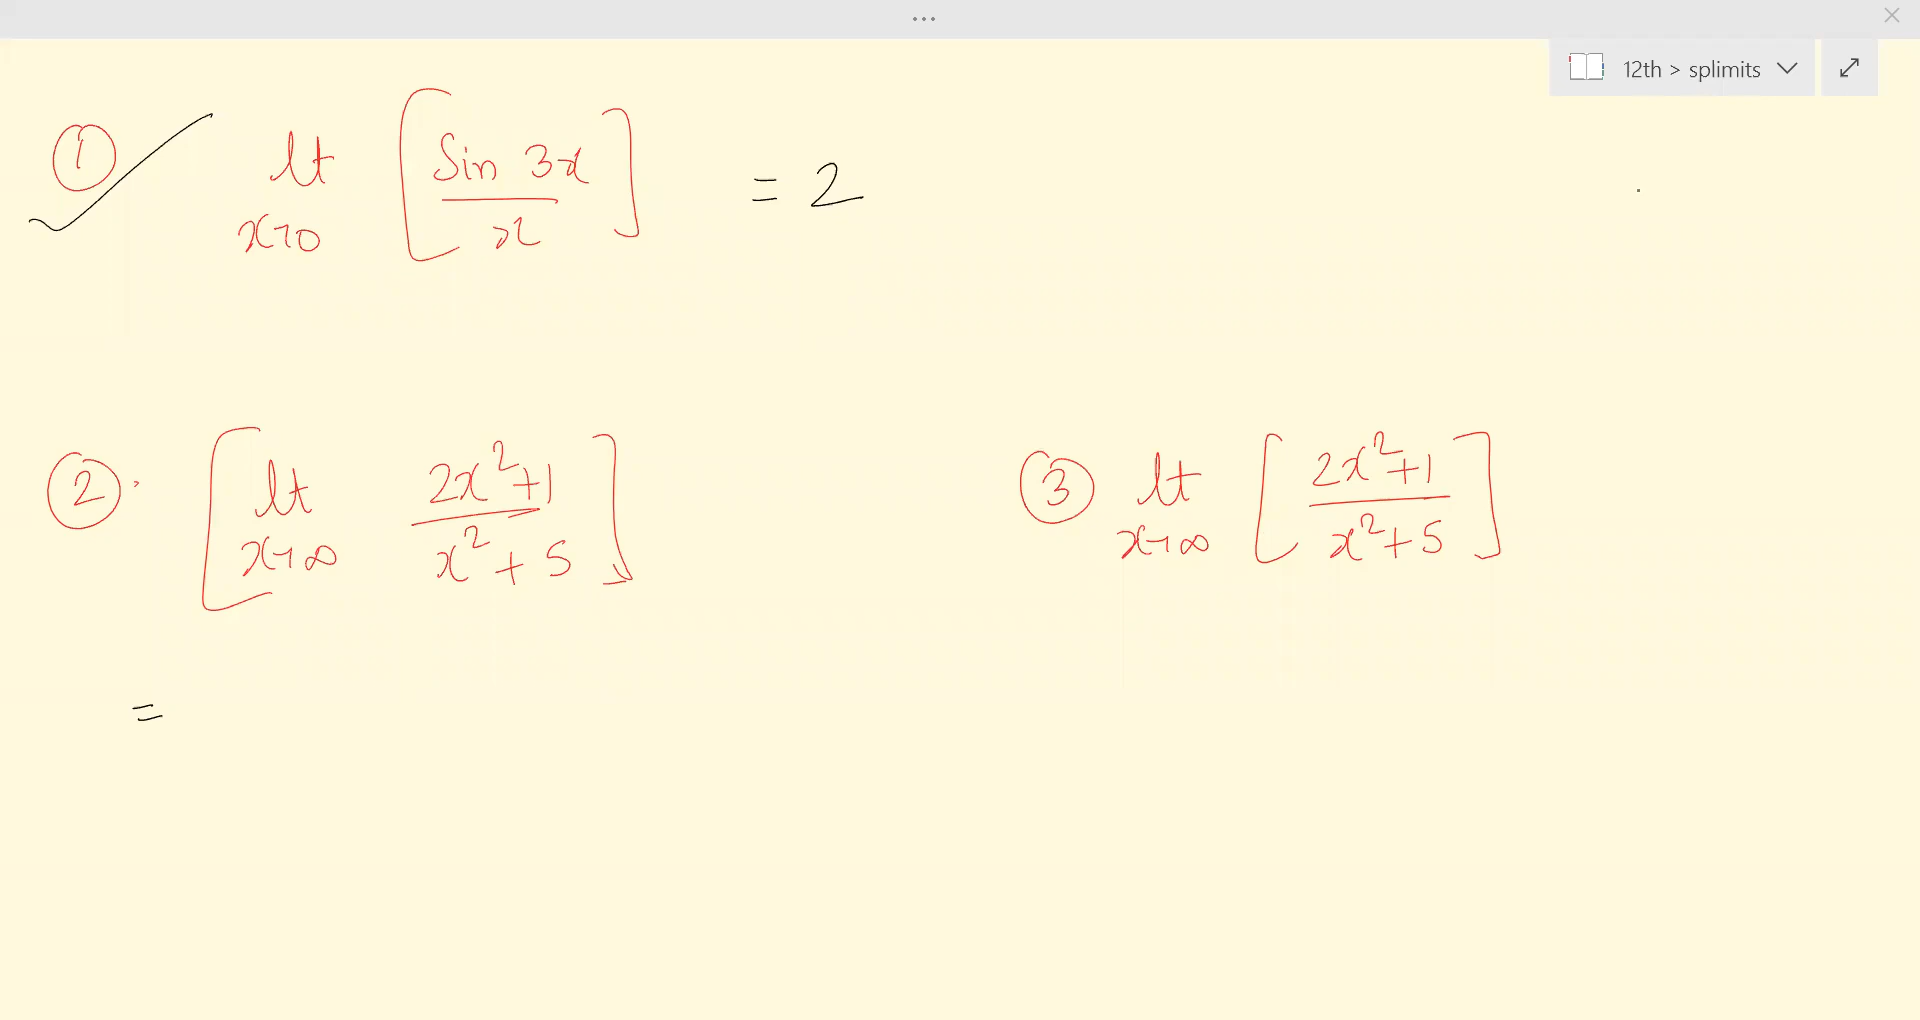 12th > splimits
① lt x→0 [sin 3x / x] = 2
② . [lt x→∞ 2x²+1 / x²+5]
③ lt x→∞ [2x²+1 / x²+5]
=